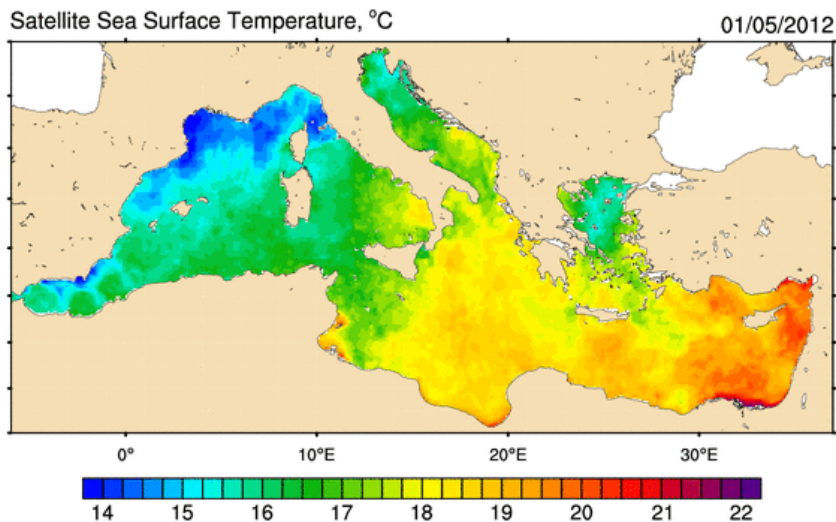 Satellite Sea Surface Temperature, °C 01/05/2012
0° 10°E 20°E 30°E
14 15 16 17 18 19 20 21 22